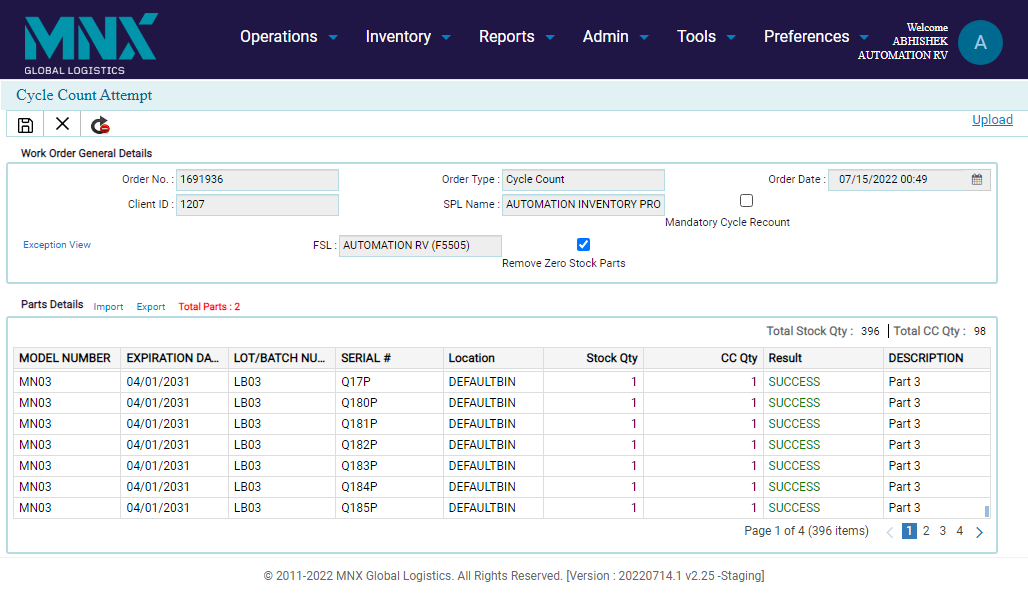 MNX
GLOBAL LOGISTICS
Operations Inventory Reports Admin Tools Preferences
Welcome
ABHISHEK
AUTOMATION RV
A
Cycle Count Attempt
Upload
Work Order General Details
Order No. : 1691936 Order Type : Cycle Count Order Date : 07/15/2022 00:49
Client ID : 1207 SPL Name : AUTOMATION INVENTORY PRO
Mandatory Cycle Recount
Exception View FSL : AUTOMATION RV (F5505)
Remove Zero Stock Parts
Parts Details Import Export Total Parts : 2
Total Stock Qty : 396 Total CC Qty : 98
MODEL NUMBER EXPIRATION DA... LOT/BATCH NU... SERIAL # Location Stock Qty CC Qty Result DESCRIPTION
MN03 04/01/2031 LB03 Q17P DEFAULTBIN 1 1 SUCCESS Part 3
MN03 04/01/2031 LB03 Q180P DEFAULTBIN 1 1 SUCCESS Part 3
MN03 04/01/2031 LB03 Q181P DEFAULTBIN 1 1 SUCCESS Part 3
MN03 04/01/2031 LB03 Q182P DEFAULTBIN 1 1 SUCCESS Part 3
MN03 04/01/2031 LB03 Q183P DEFAULTBIN 1 1 SUCCESS Part 3
MN03 04/01/2031 LB03 Q184P DEFAULTBIN 1 1 SUCCESS Part 3
MN03 04/01/2031 LB03 Q185P DEFAULTBIN 1 1 SUCCESS Part 3
Page 1 of 4 (396 items) 1 2 3 4
© 2011-2022 MNX Global Logistics. All Rights Reserved. [Version : 20220714.1 v2.25 -Staging]